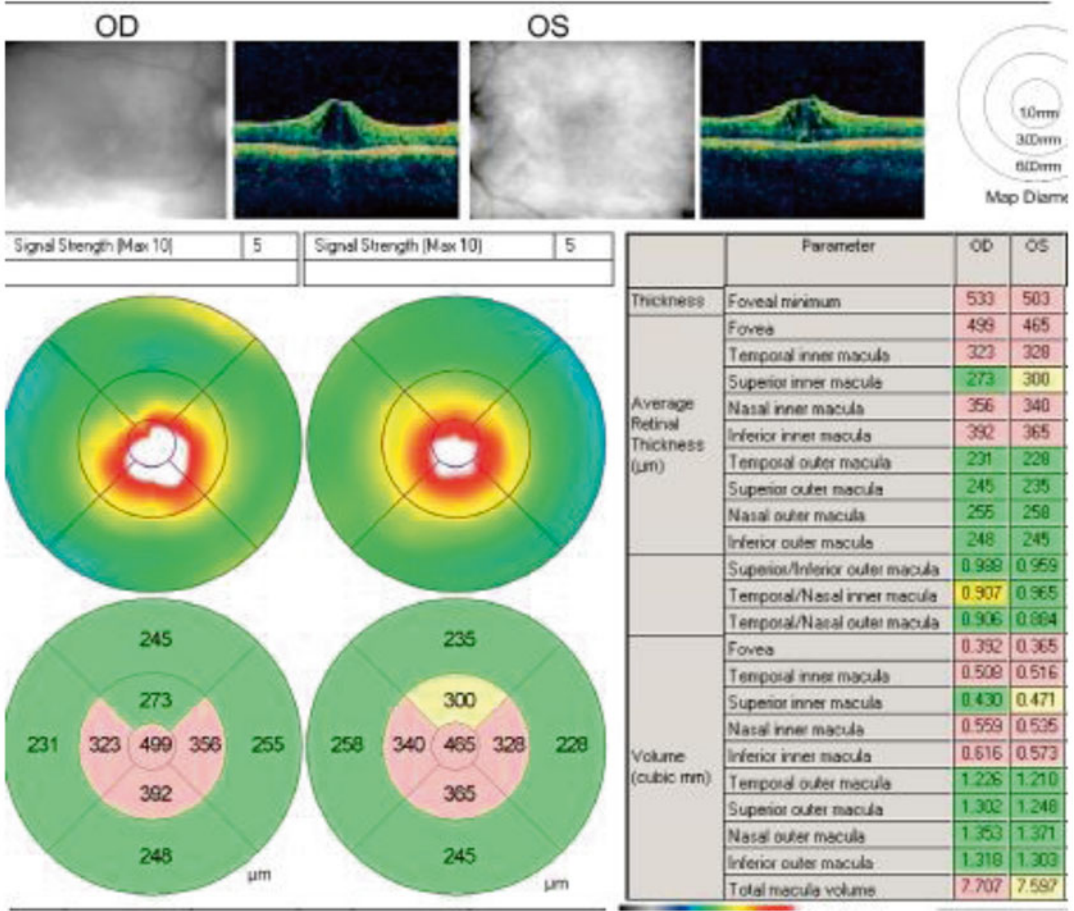 OD
OS
1.0mm
3.00mm
6.00mm
Map Diame
Signal Strength (Max 10) 5
Signal Strength (Max 10) 5
245
273
231 323 499 356 255
392
248
µm
235
300
258 340 465 328 228
365
245
µm
Parameter OD OS
Thickness Foveal minimum 533 503
Average Retinal Thickness (µm)
Fovea 499 465
Temporal inner macula 323 328
Superior inner macula 273 300
Nasal inner macula 356 340
Inferior inner macula 392 365
Temporal outer macula 231 228
Superior outer macula 245 235
Nasal outer macula 255 258
Inferior outer macula 248 245
Superior/Inferior outer macula 0.988 0.959
Temporal/Nasal inner macula 0.907 0.965
Temporal/Nasal outer macula 0.906 0.884
Volume (cubic mm)
Fovea 0.392 0.365
Temporal inner macula 0.508 0.516
Superior inner macula 0.430 0.471
Nasal inner macula 0.559 0.535
Inferior inner macula 0.616 0.573
Temporal outer macula 1.226 1.210
Superior outer macula 1.302 1.248
Nasal outer macula 1.353 1.371
Inferior outer macula 1.318 1.303
Total macula volume 7.707 7.597